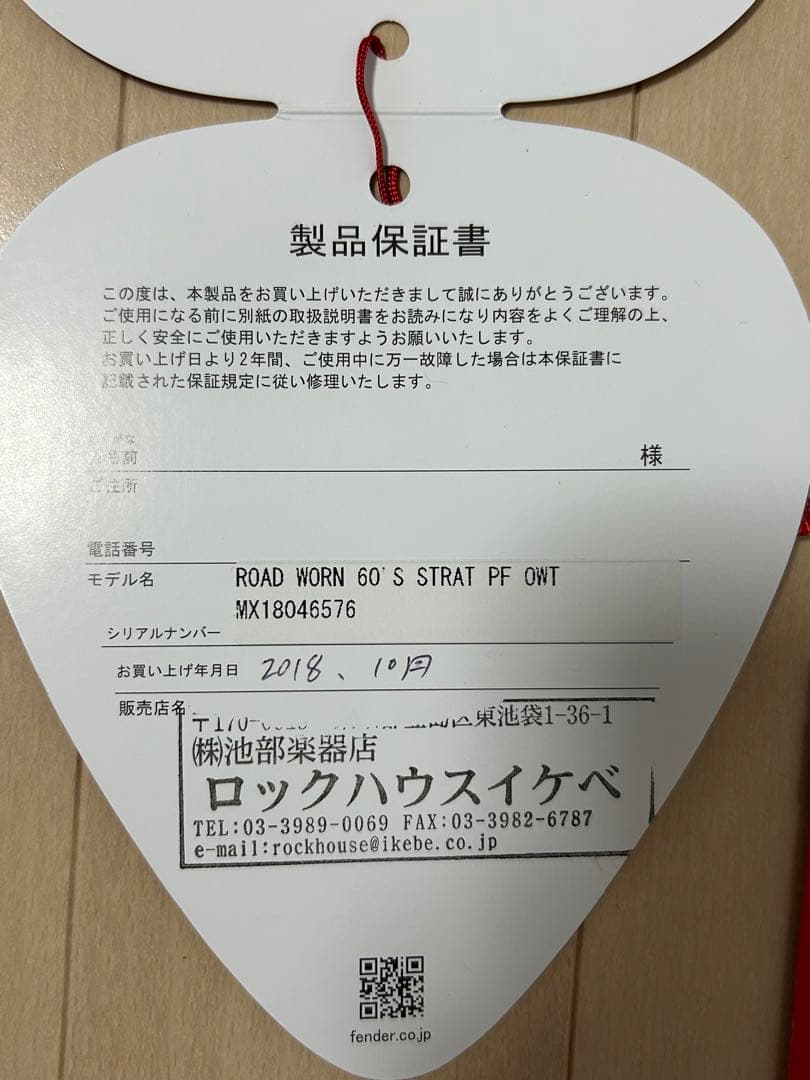 製品保証書
この度は、本製品をお買い上げいただきまして誠にありがとうございます。
ご使用になる前に別紙の取扱説明書をお読みになり内容をよくご理解の上、
正しく安全にご使用いただきますようお願いいたします。
お買い上げ日より2年間、ご使用中に万一故障した場合は本保証書に
記載された保証規定に従い修理いたします。
様
ご住所
電話番号
モデル名 ROAD WORN 60'S STRAT PF OWT
MX18046576
シリアルナンバー
お買い上げ年月日 2018、10月
販売店名
区東池袋1-36-1
㈱池部楽器店
ロックハウスイケベ
TEL:03-3989-0069 FAX:03-3982-6787
e-mail:rockhouse@ikebe.co.jp
fender.co.jp